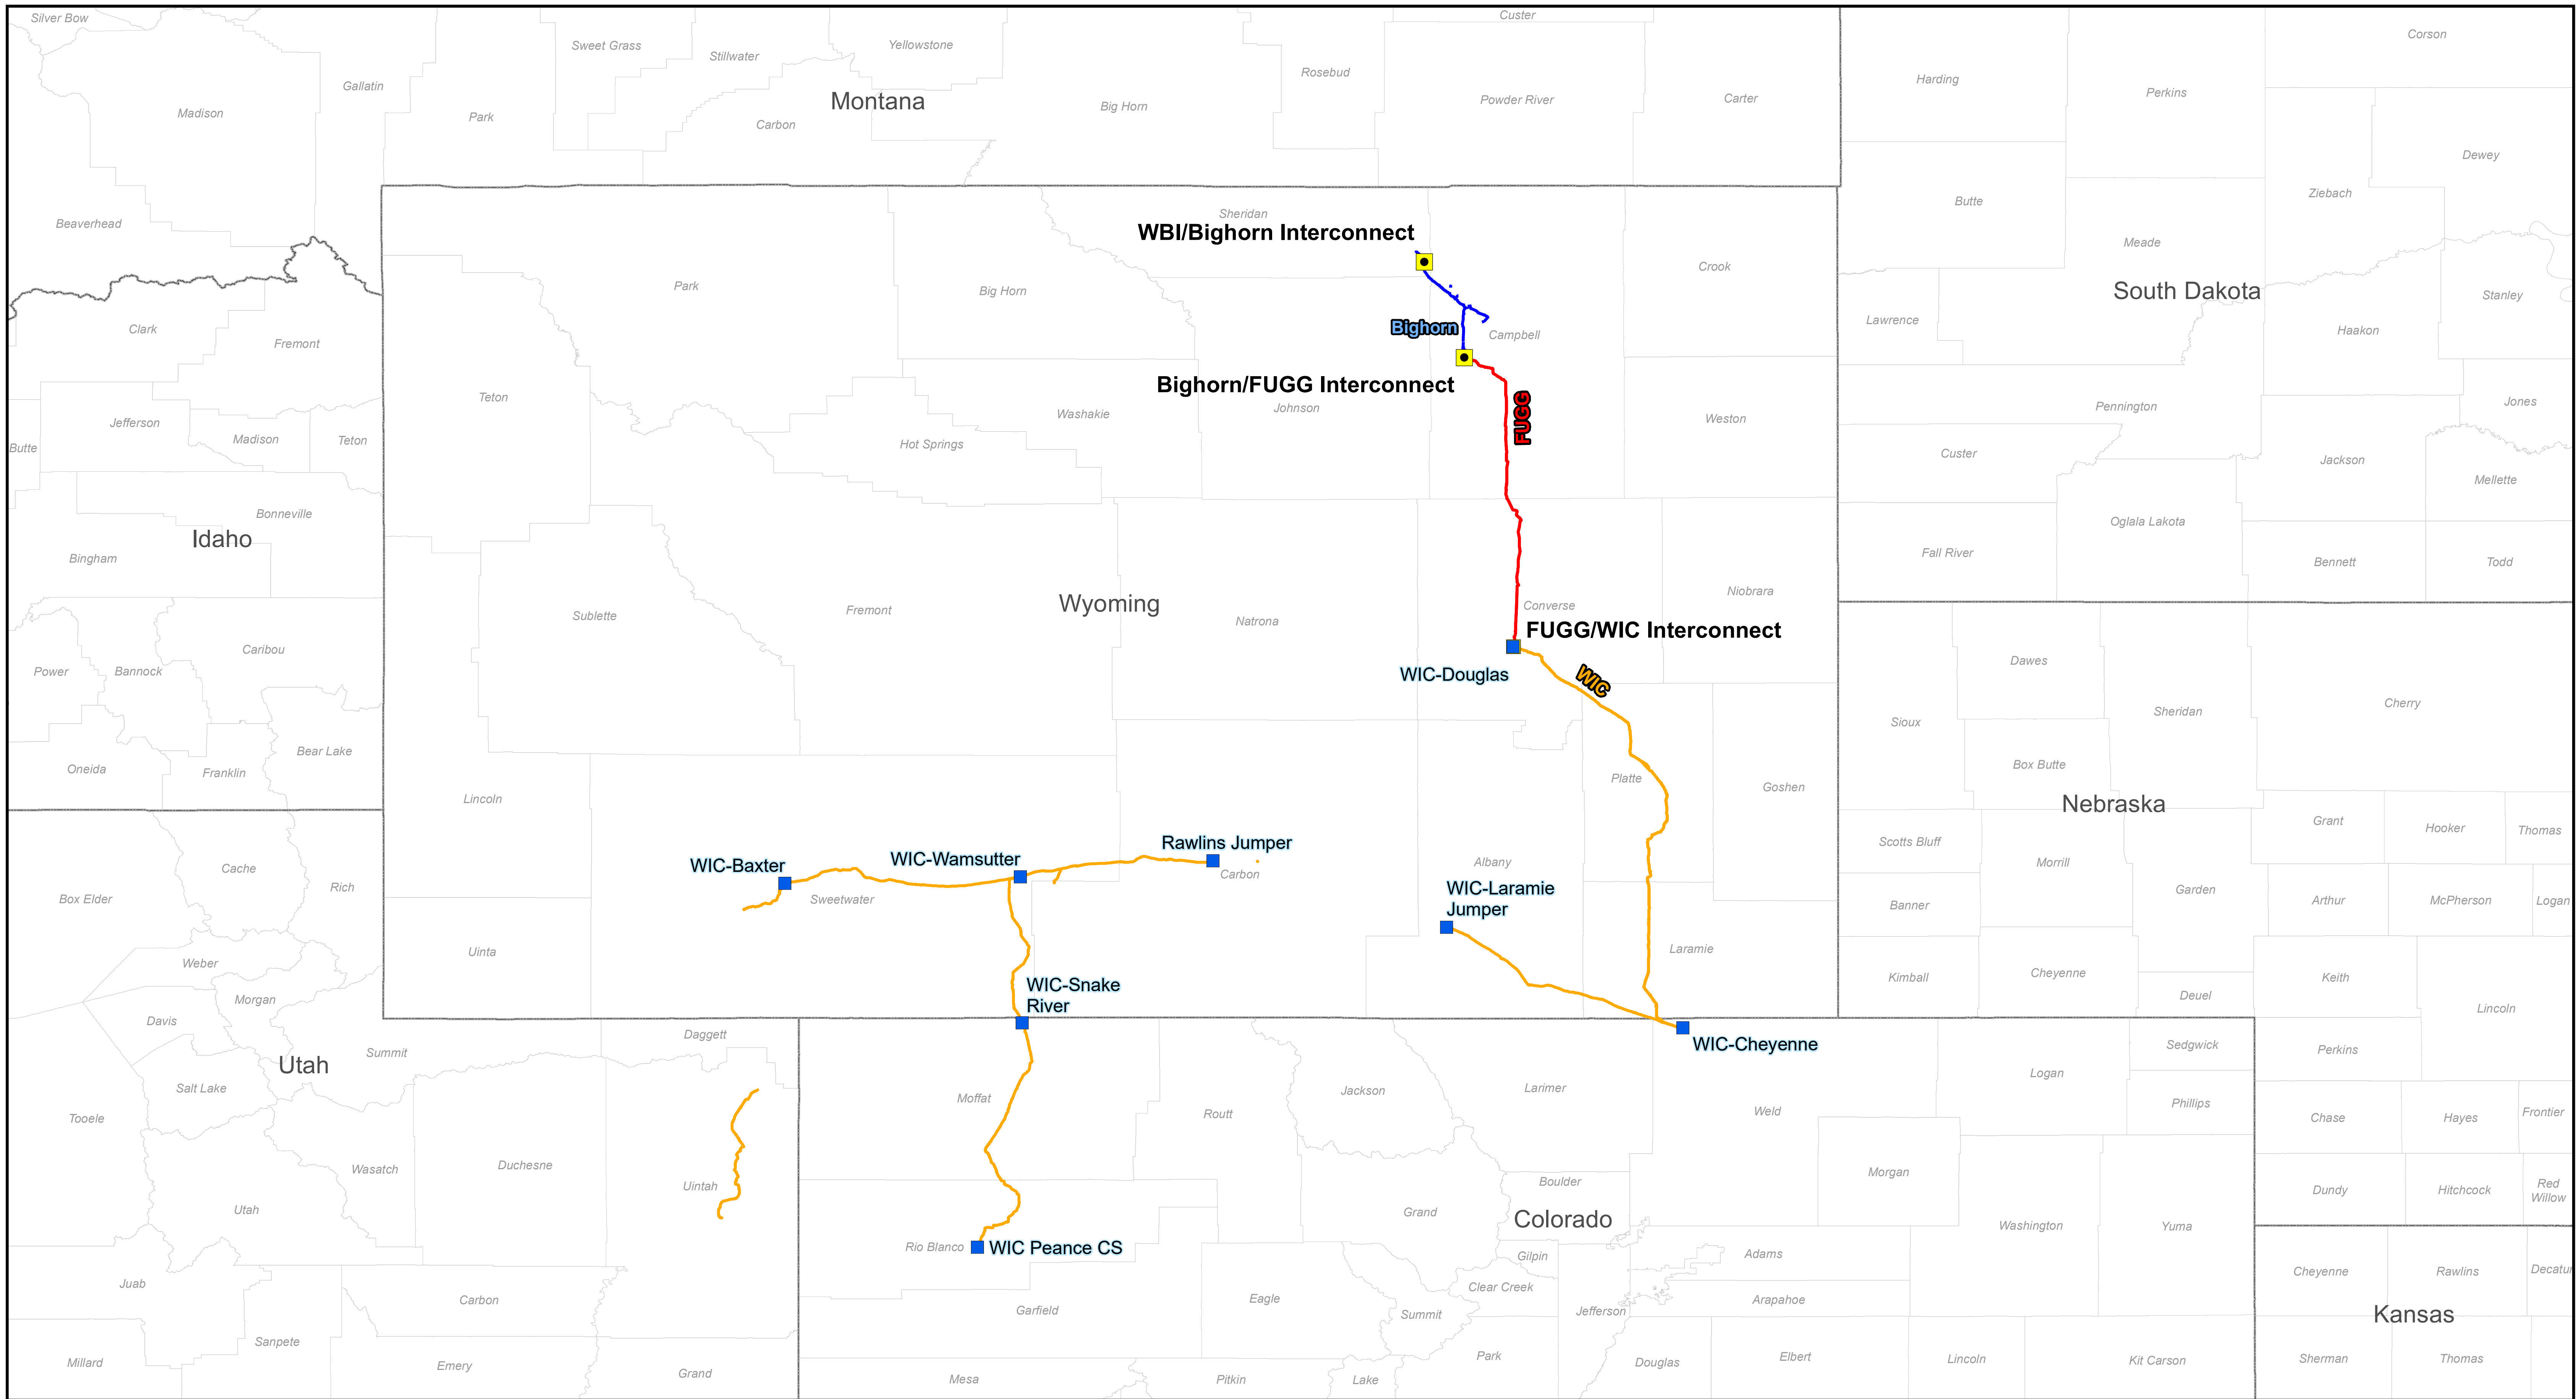 Silver Bow
Custer
Corson
Sweet Grass
Yellowstone
Stillwater
Rosebud
Harding
Gallatin
Perkins
Montana
Powder River
Carter
Madison
Park
Carbon
Big Horn
Dewey
Ziebach
Butte
Beaverhead
Sheridan
WBI/Bighorn Interconnect
Meade
Crook
Park
Big Horn
South Dakota
Stanley
Clark
Lawrence
Haakon
Fremont
Bighorn
Campbell
Bighorn/FUGG Interconnect
Teton
Johnson
Washakie
FUGG
Weston
Pennington
Jones
Jefferson
Madison
Teton
Butte
Hot Springs
Custer
Jackson
Mellette
Bonneville
Oglala Lakota
Idaho
Bingham
Fall River
Bennett
Todd
Niobrara
Wyoming
Converse
Sublette
Fremont
Natrona
FUGG/WIC Interconnect
Caribou
Power
Bannock
WIC-Douglas
WIC
Dawes
Cherry
Sheridan
Sioux
Bear Lake
Oneida
Franklin
Box Butte
Platte
Goshen
Lincoln
Nebraska
Grant
Hooker
Thomas
Scotts Bluff
Rawlins Jumper
WIC-Wamsutter
WIC-Baxter
Albany
Morrill
Cache
Carbon
Rich
Box Elder
Sweetwater
WIC-Laramie
Jumper
Garden
Banner
Arthur
McPherson
Logan
Uinta
Laramie
Weber
Kimball
Cheyenne
Keith
WIC-Snake
River
Morgan
Deuel
Lincoln
Davis
Daggett
WIC-Cheyenne
Sedgwick
Perkins
Summit
Utah
Salt Lake
Logan
Jackson
Larimer
Moffat
Routt
Weld
Phillips
Tooele
Chase
Hayes
Frontier
Wasatch
Duchesne
Morgan
Uintah
Boulder
Dundy
Hitchcock
Red
Willow
Utah
Grand
Colorado
Washington
Yuma
Rio Blanco
WIC Peance CS
Gilpin
Adams
Juab
Clear Creek
Cheyenne
Rawlins
Decatur
Carbon
Eagle
Arapahoe
Garfield
Summit
Jefferson
Kansas
Sanpete
Millard
Emery
Grand
Park
Douglas
Elbert
Lincoln
Kit Carson
Sherman
Thomas
Mesa
Pitkin
Lake